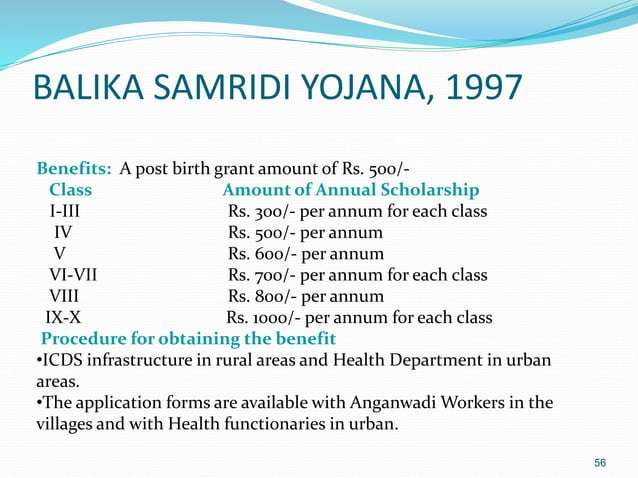 BALIKA SAMRIDI YOJANA, 1997
Benefits: A post birth grant amount of Rs. 500/-
Class Amount of Annual Scholarship
I-III Rs. 300/- per annum for each class
IV Rs. 500/- per annum
V Rs. 600/- per annum
VI-VII Rs. 700/- per annum for each class
VIII Rs. 800/- per annum
IX-X Rs. 1000/- per annum for each class
Procedure for obtaining the benefit
•ICDS infrastructure in rural areas and Health Department in urban
areas.
•The application forms are available with Anganwadi Workers in the
villages and with Health functionaries in urban.
56